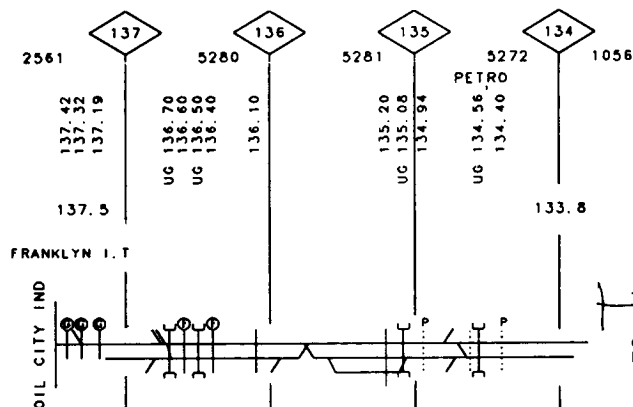 137 136 135 134
2561 5280 5281 5272 1056
PETRO
137.42
137.32
137.19
UG 136.70
136.60
UG 136.50
136.40
136.10
135.20
UG 135.08
134.94
UG 134.56
134.40
137.5 133.8
FRANKLYN I.T
OIL CITY IND
G G G P P P P